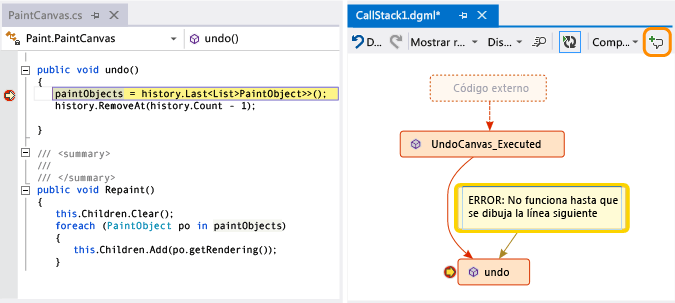 PaintCanvas.cs
Paint.PaintCanvas
undo()
public void undo()
{
paintObjects = history.Last<List>PaintObject>>();
history.RemoveAt(history.Count - 1);
}
/// <summary>
///
/// </summary>
public void Repaint()
{
this.Children.Clear();
foreach (PaintObject po in paintObjects)
{
this.Children.Add(po.getRendering());
}
CallStack1.dgml*
D...
Mostrar r...
Dis...
Comp...
Código externo
UndoCanvas_Executed
ERROR: No funciona hasta que
se dibuja la línea siguiente
undo